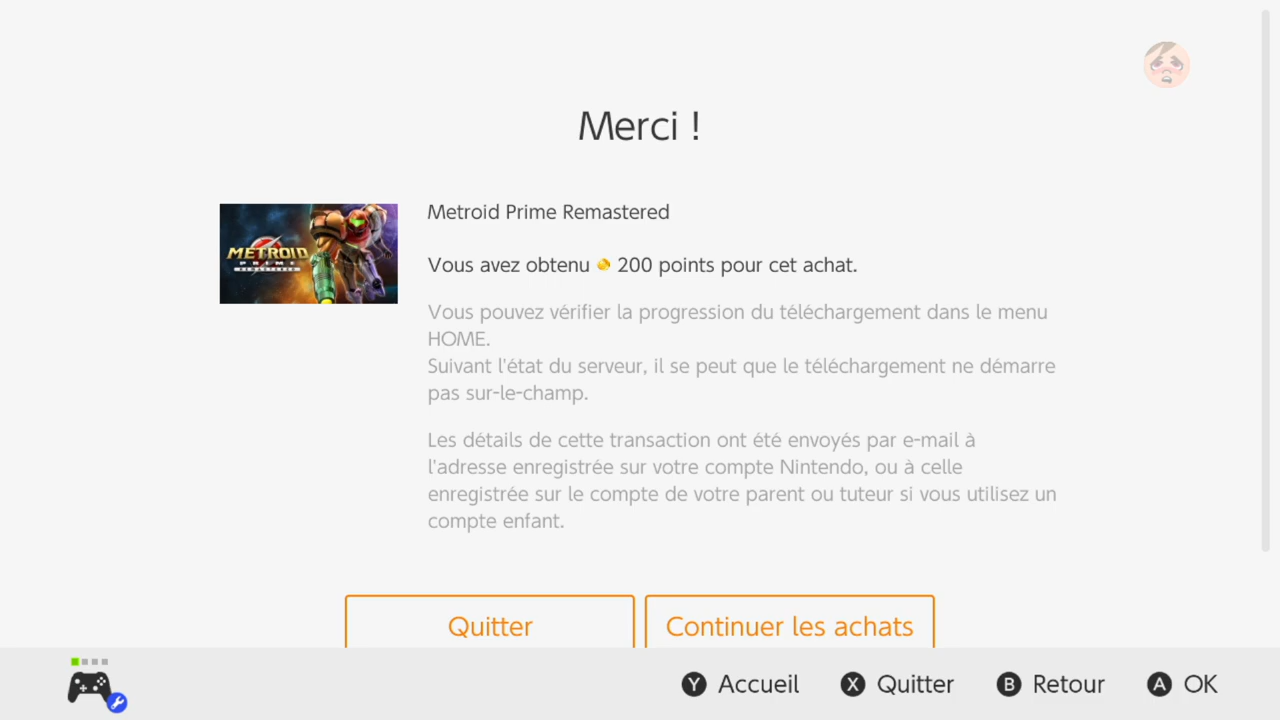 Merci !
METROID
PRIME
REMASTERED
Metroid Prime Remastered
Vous avez obtenu 200 points pour cet achat.
Vous pouvez vérifier la progression du téléchargement dans le menu
HOME.
Suivant l'état du serveur, il se peut que le téléchargement ne démarre
pas sur-le-champ.
Les détails de cette transaction ont été envoyés par e-mail à
l'adresse enregistrée sur votre compte Nintendo, ou à celle
enregistrée sur le compte de votre parent ou tuteur si vous utilisez un
compte enfant.
Quitter Continuer les achats
Y Accueil X Quitter B Retour A OK